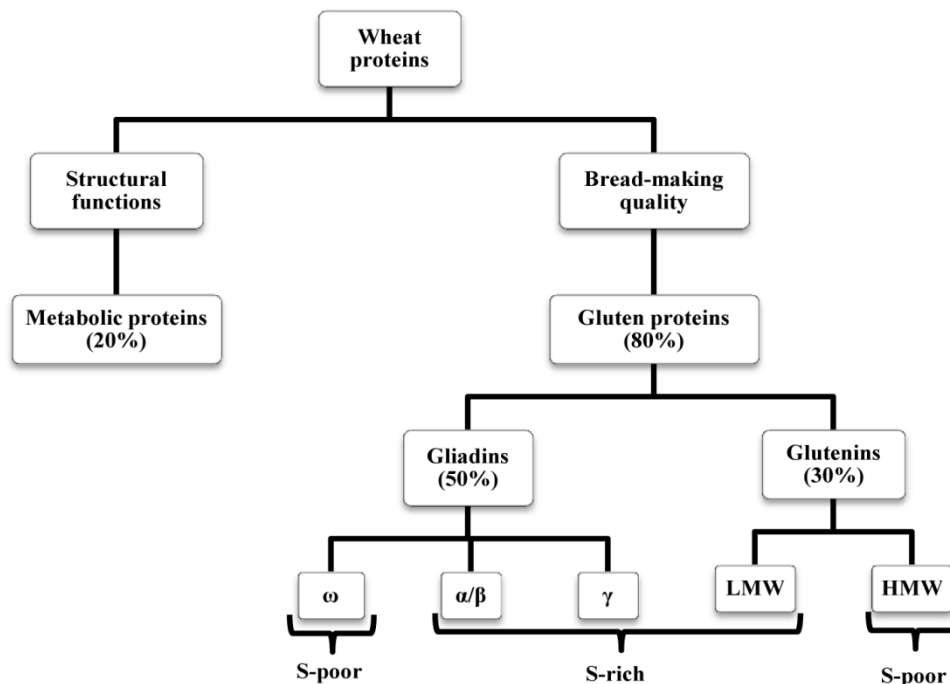 Wheat
proteins
Structural
functions
Bread-making
quality
Metabolic proteins
(20%)
Gluten proteins
(80%)
Gliadins
(50%)
Glutenins
(30%)
ω
α/β
γ
LMW
HMW
S-poor
S-rich
S-poor